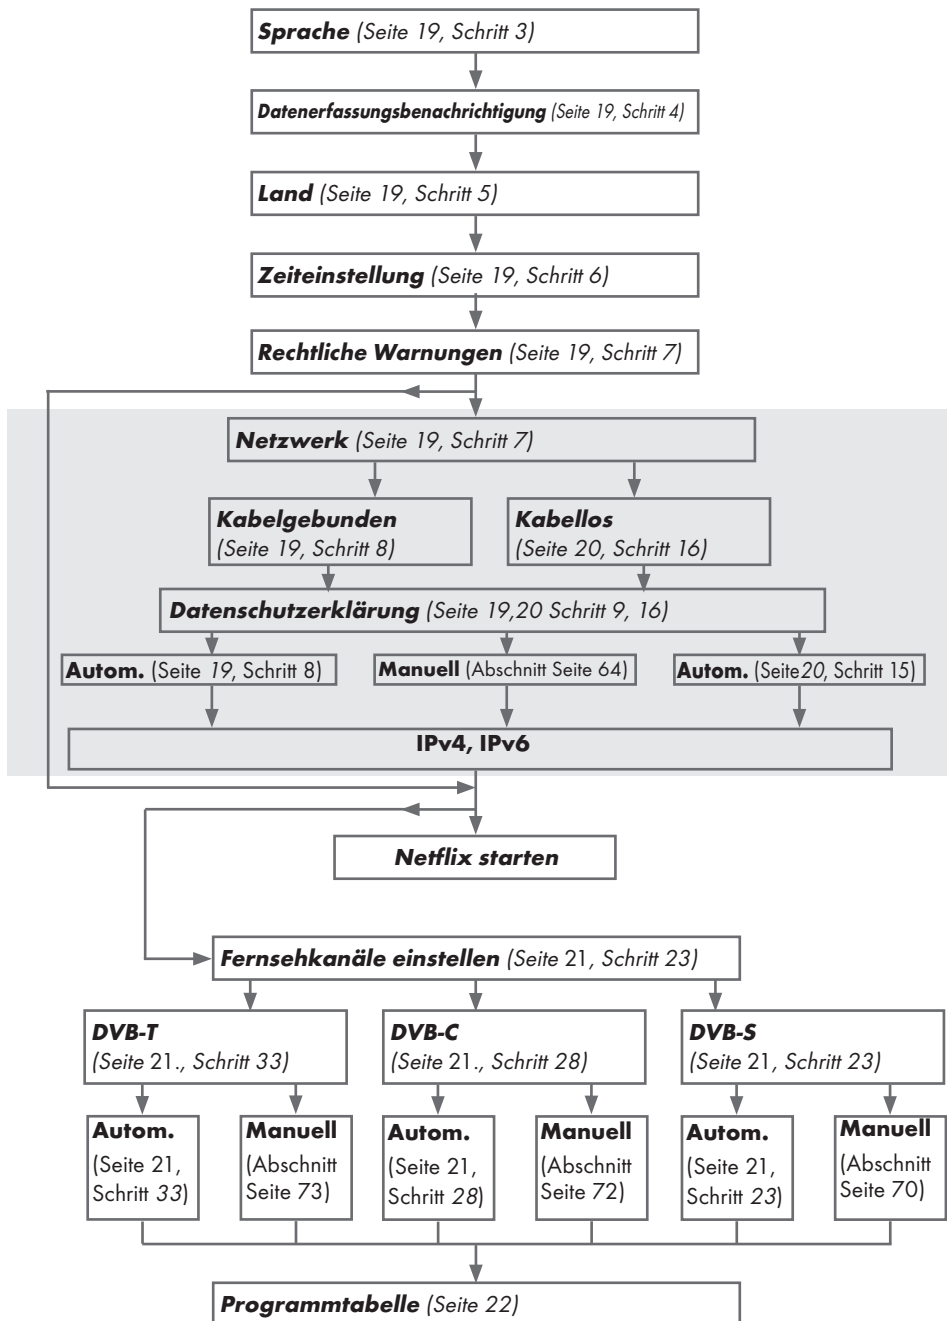 Sprache (Seite 19, Schritt 3)
Datenerfassungsbenachrichtigung (Seite 19, Schritt 4)
Land (Seite 19, Schritt 5)
Zeiteinstellung (Seite 19, Schritt 6)
Rechtliche Warnungen (Seite 19, Schritt 7)
Netzwerk (Seite 19, Schritt 7)
Kabelgebunden
(Seite 19, Schritt 8)
Kabellos
(Seite 20, Schritt 16)
Datenschutzerklärung (Seite 19,20 Schritt 9, 16)
Autom. (Seite 19, Schritt 8)
Manuell (Abschnitt Seite 64)
Autom. (Seite20, Schritt 15)
IPv4, IPv6
Netflix starten
Fernsehkanäle einstellen (Seite 21, Schritt 23)
DVB-T
(Seite 21., Schritt 33)
DVB-C
(Seite 21., Schritt 28)
DVB-S
(Seite 21, Schritt 23)
Autom.
(Seite 21,
Schritt 33)
Manuell
(Abschnitt
Seite 73)
Autom.
(Seite 21,
Schritt 28)
Manuell
(Abschnitt
Seite 72)
Autom.
(Seite 21,
Schritt 23)
Manuell
(Abschnitt
Seite 70)
Programmtabelle (Seite 22)